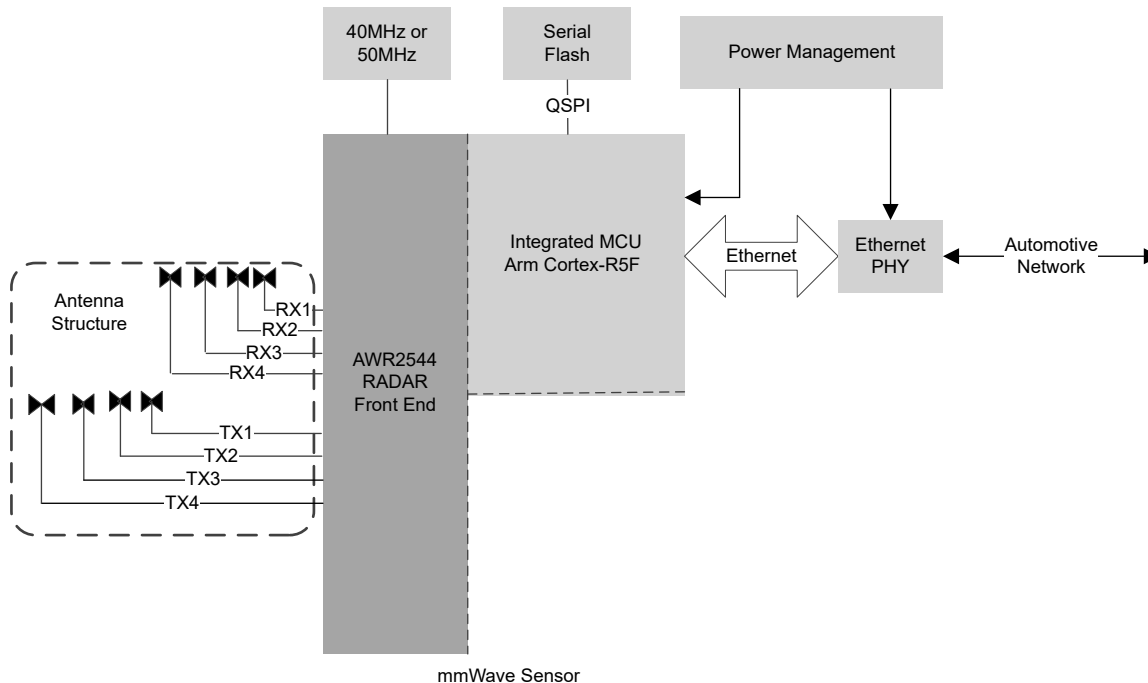 40MHz or
50MHz
Serial
Flash
Power Management
QSPI
Integrated MCU
Arm Cortex-R5F
Ethernet
Ethernet
PHY
Automotive
Network
Antenna
Structure
RX1
RX2
RX3
RX4
AWR2544
RADAR
Front End
TX1
TX2
TX3
TX4
mmWave Sensor